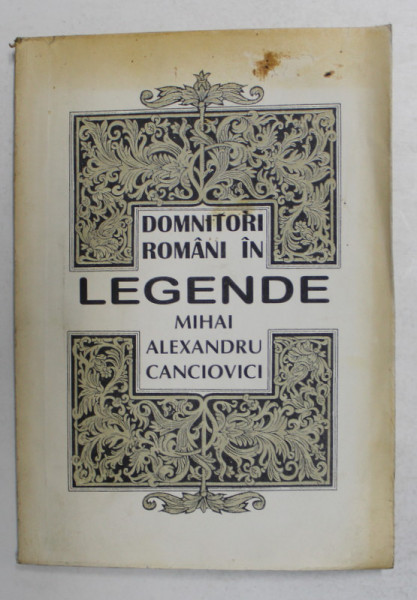 DOMNITORI
ROMÂNI ÎN
LEGENDE
MIHAI
ALEXANDRU
CANCIOVICI